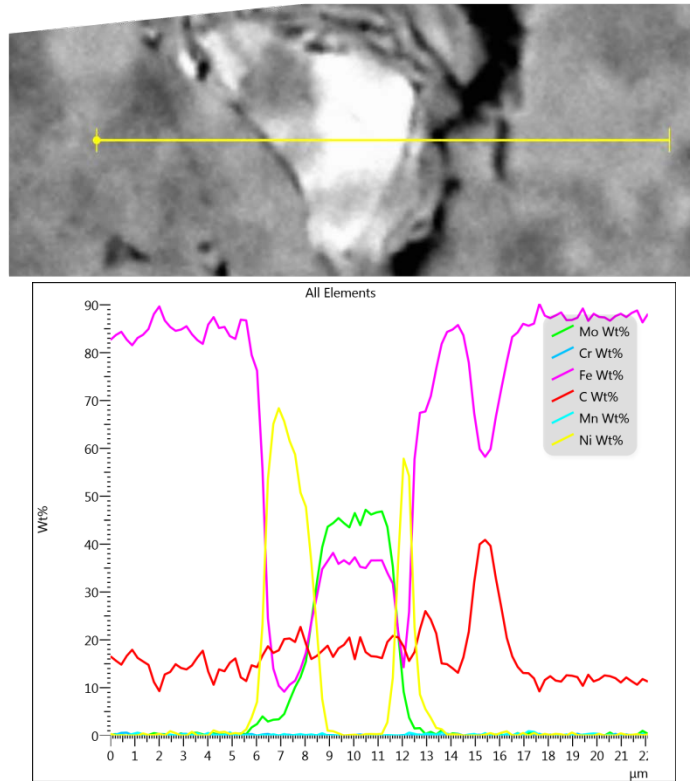 All Elements
90
80
70
60
50
40
30
20
10
0
Wt%
Mo Wt%
Cr Wt%
Fe Wt%
C Wt%
Mn Wt%
Ni Wt%
0 1 2 3 4 5 6 7 8 9 10 11 12 13 14 15 16 17 18 19 20 21 22
µm